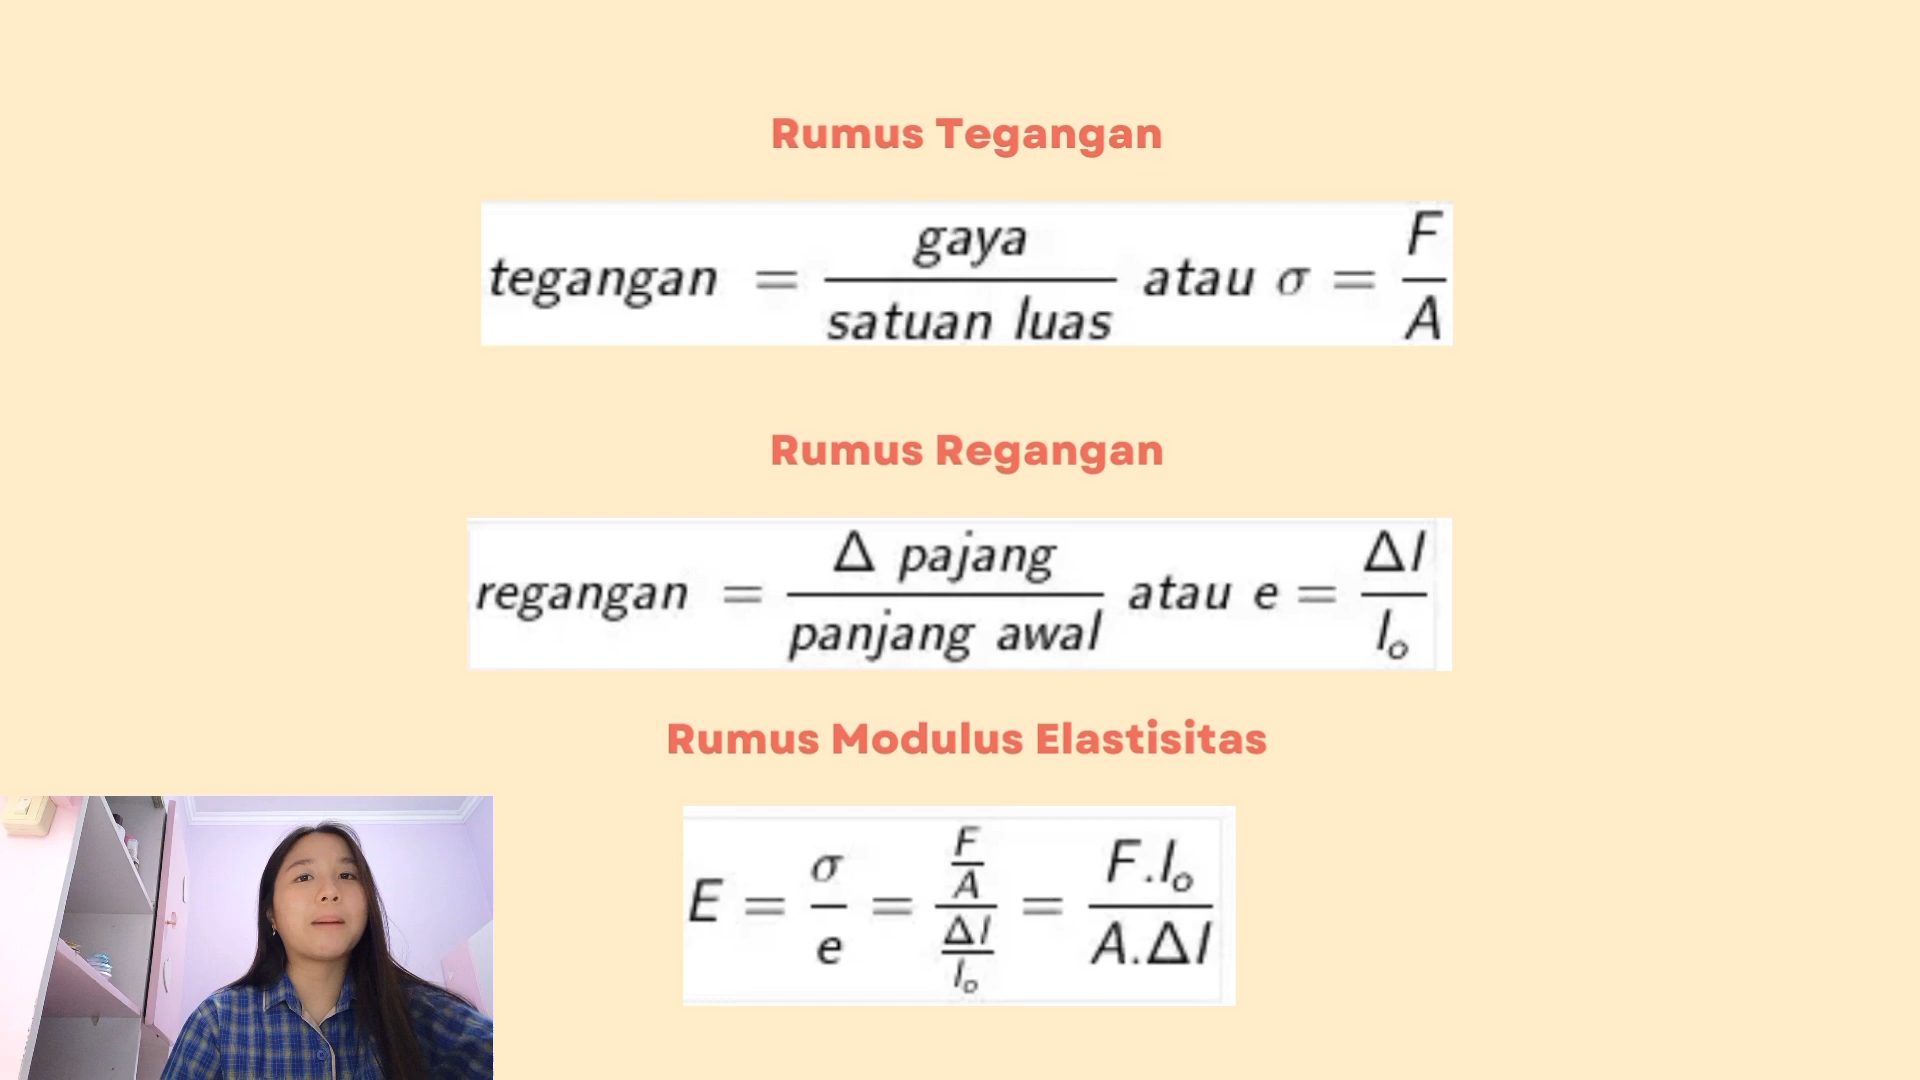 Rumus Tegangan
tegangan = gaya / satuan luas atau σ = F / A
Rumus Regangan
regangan = Δ pajang / panjang awal atau e = Δl / l₀
Rumus Modulus Elastisitas
E = σ / e = (F / A) / (Δl / l₀) = F.l₀ / A.Δl